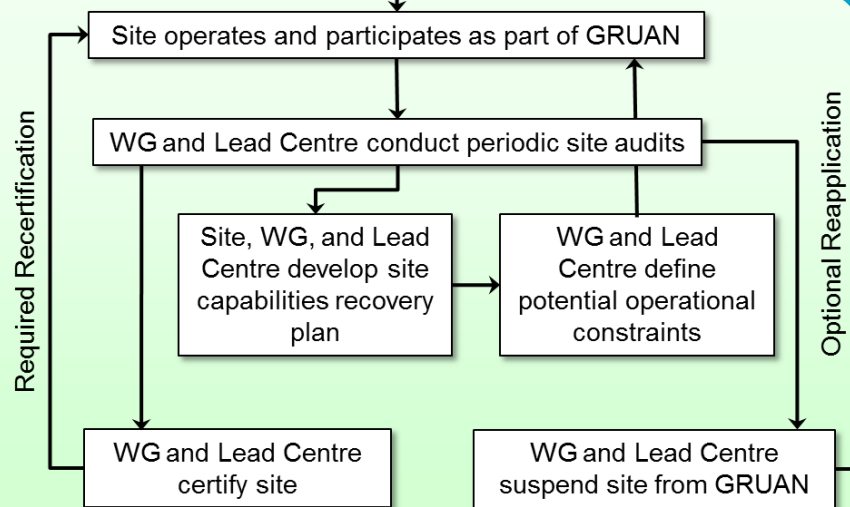 Site operates and participates as part of GRUAN
WG and Lead Centre conduct periodic site audits
Required Recertification
Optional Reapplication
Site, WG, and Lead
Centre develop site
capabilities recovery
plan
WG and Lead
Centre define
potential operational
constraints
WG and Lead Centre
certify site
WG and Lead Centre
suspend site from GRUAN